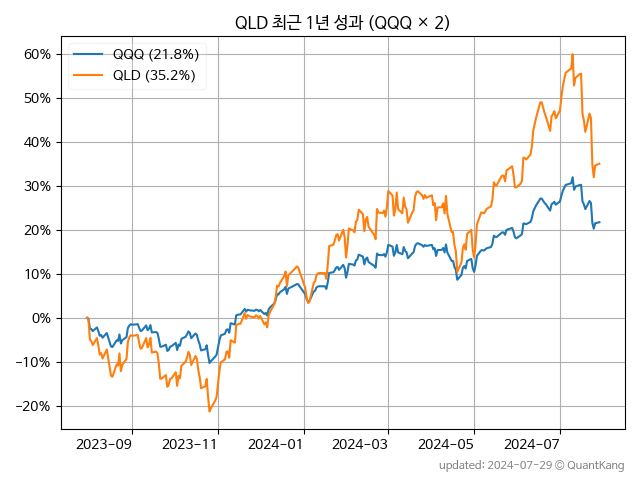 QLD 최근 1년 성과 (QQQ × 2)
QQQ (21.8%)
QLD (35.2%)
60%
50%
40%
30%
20%
10%
0%
−10%
−20%
2023-09 2023-11 2024-01 2024-03 2024-05 2024-07
updated: 2024-07-29 © QuantKang